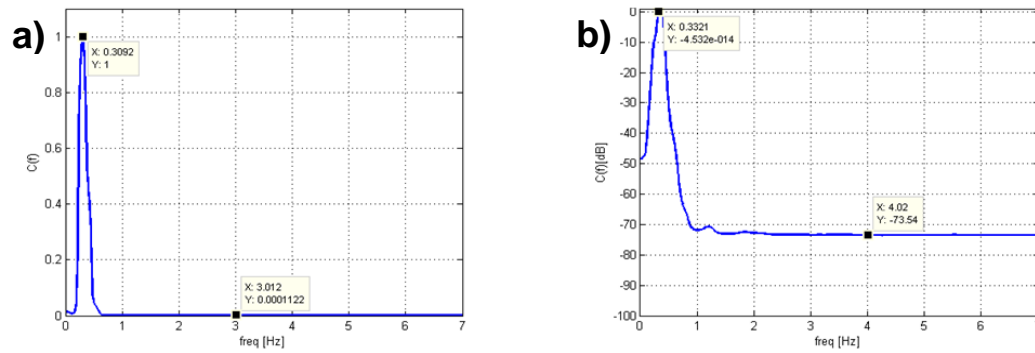 a)
C(f)
1
0.8
0.6
0.4
0.2
0
X: 0.3092
Y: 1
X: 3.012
Y: 0.0001122
0 1 2 3 4 5 6 7
freq [Hz]
b)
C(f)[dB]
0
-10
-20
-30
-40
-50
-60
-70
-80
-90
-100
X: 0.3321
Y: -4.532e-014
X: 4.02
Y: -73.54
0 1 2 3 4 5 6
freq [Hz]